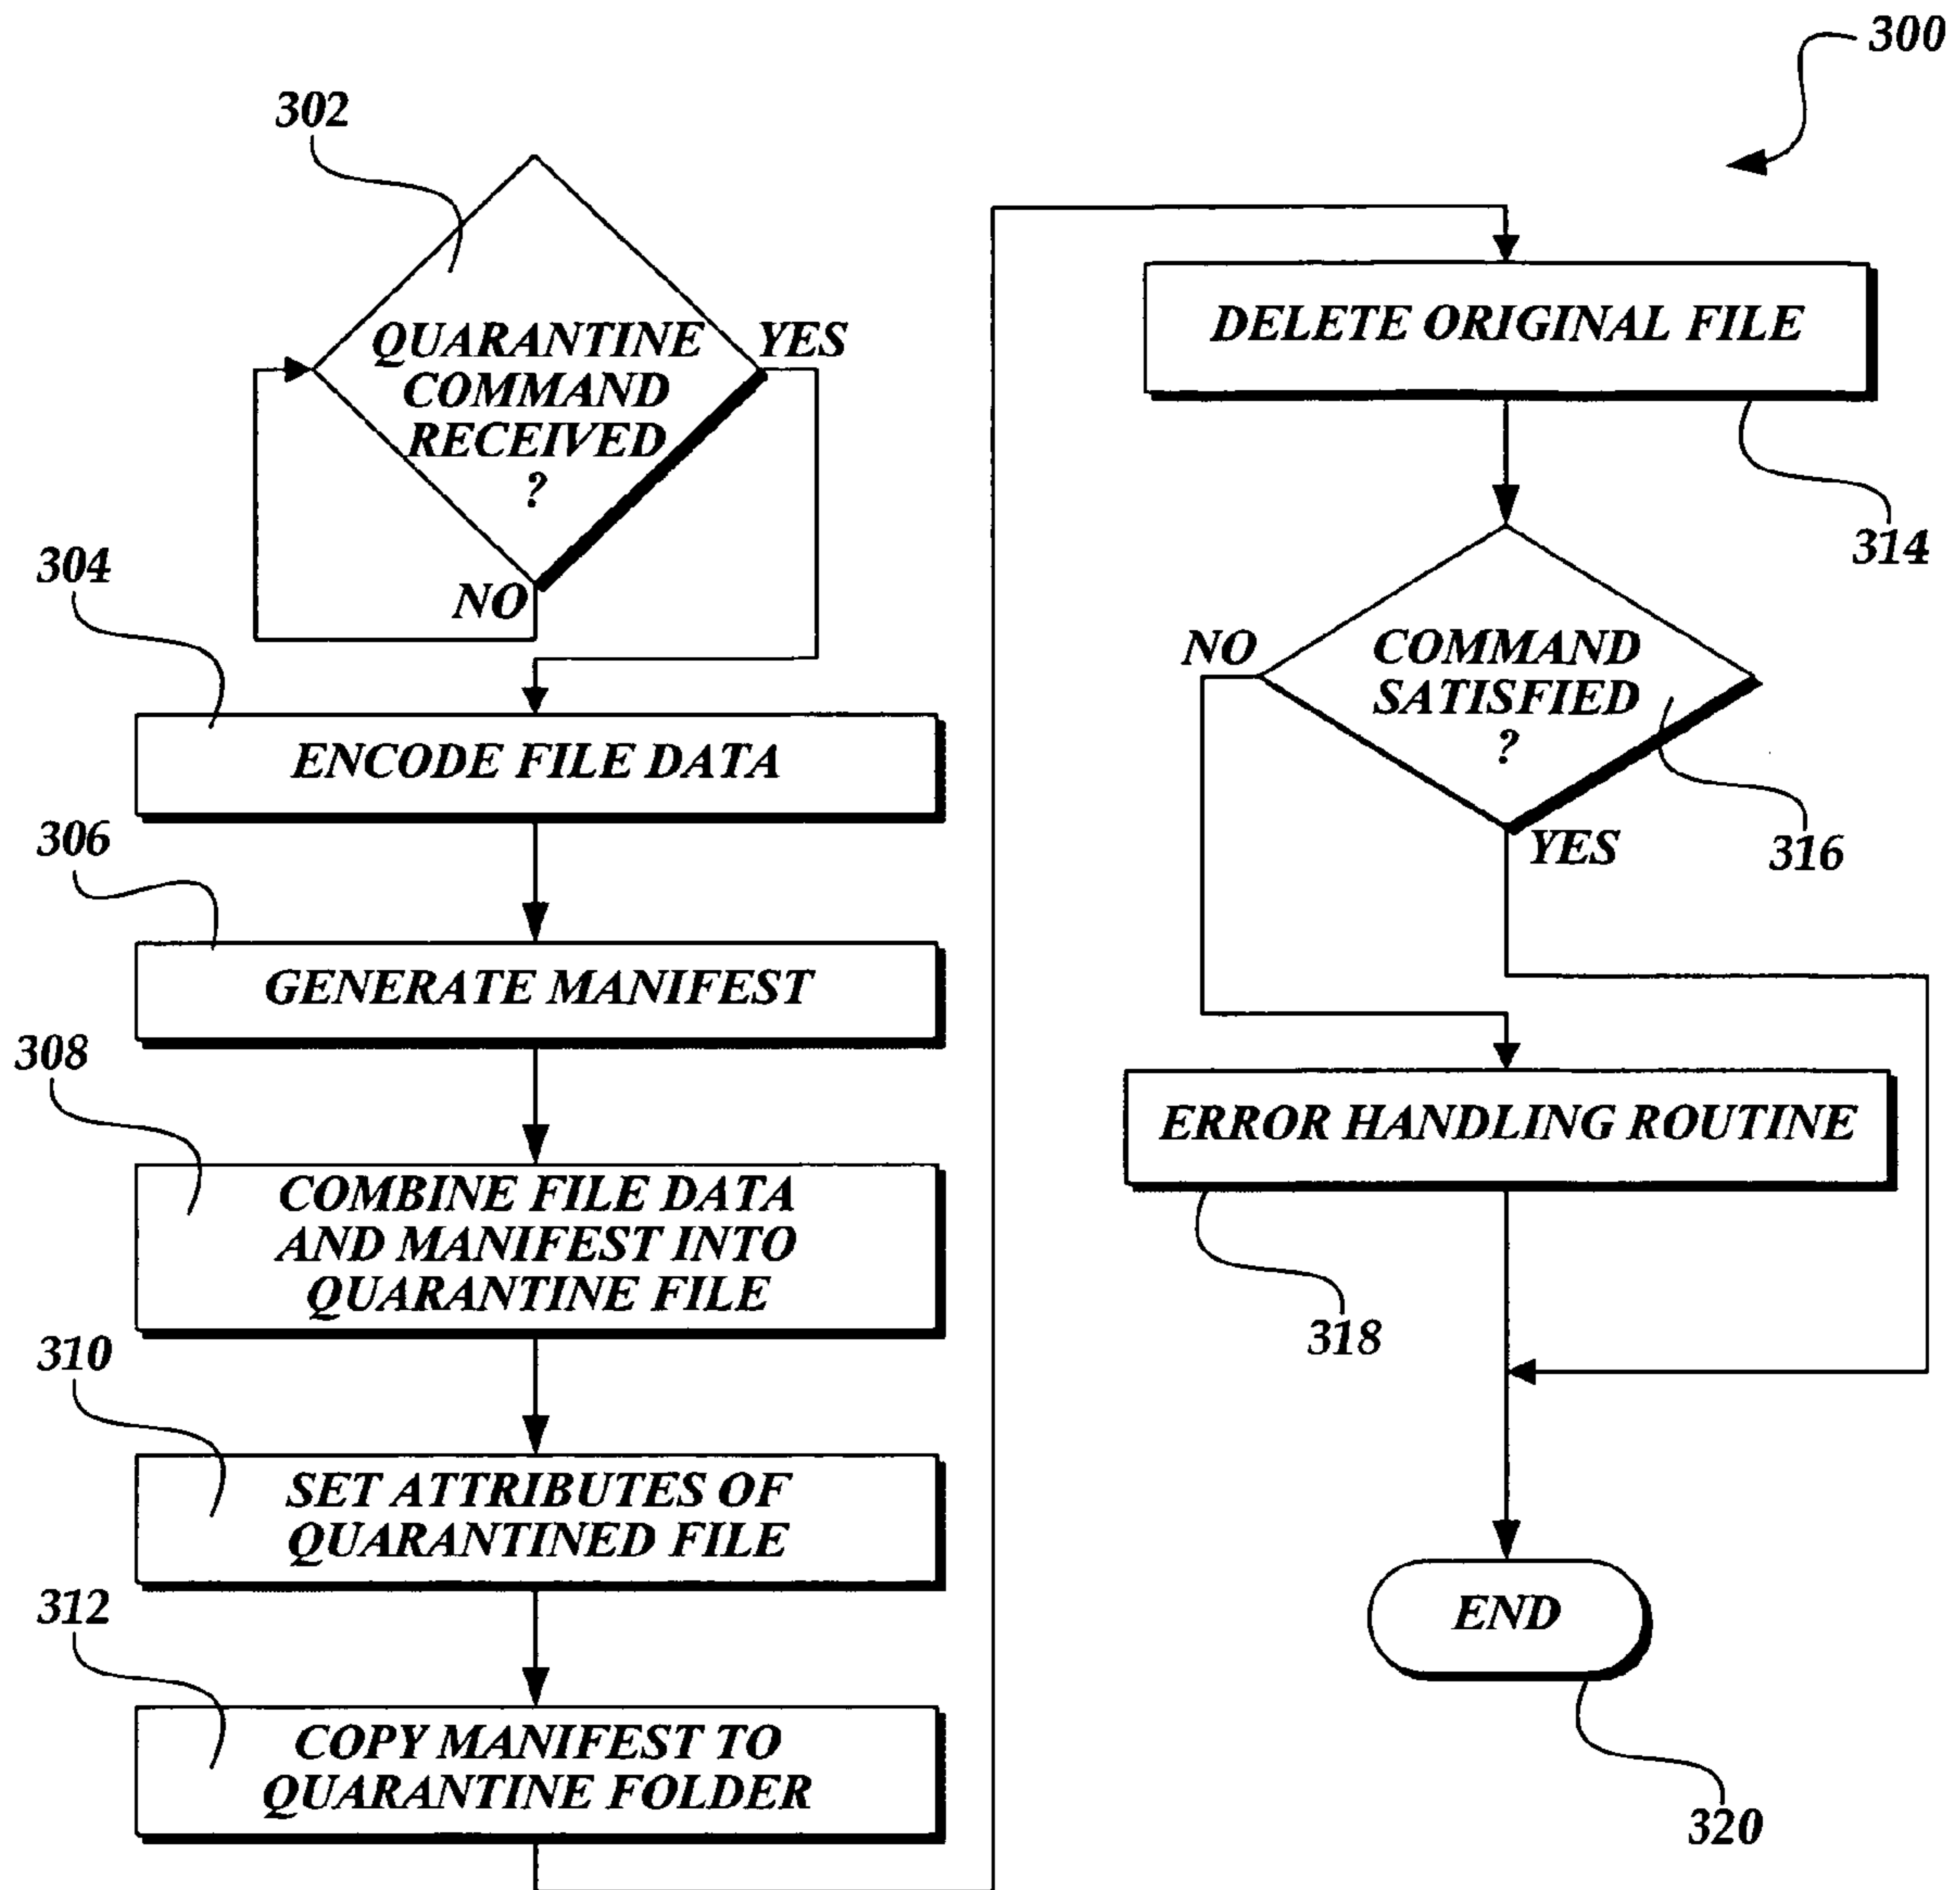 300
302
QUARANTINE
COMMAND
RECEIVED
?
YES
NO
304
ENCODE FILE DATA
306
GENERATE MANIFEST
308
COMBINE FILE DATA
AND MANIFEST INTO
QUARANTINE FILE
310
SET ATTRIBUTES OF
QUARANTINED FILE
312
COPY MANIFEST TO
QUARANTINE FOLDER
DELETE ORIGINAL FILE
314
COMMAND
SATISFIED
?
NO
YES
316
ERROR HANDLING ROUTINE
318
END
320